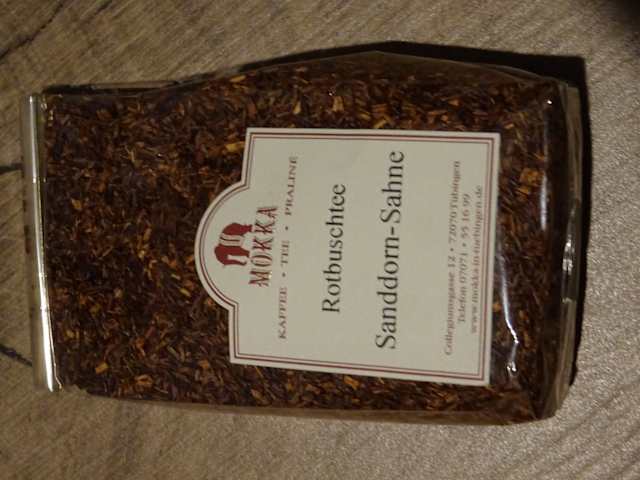 MOKKA
KAFFEE • TEE • PRALINÉ
Rotbuschtee
Sanddorn-Sahne
Collegiumsgasse 12 • 72070 Tübingen
Telefon 07071 • 55 16 99
www.mokka-in-tuebingen.de